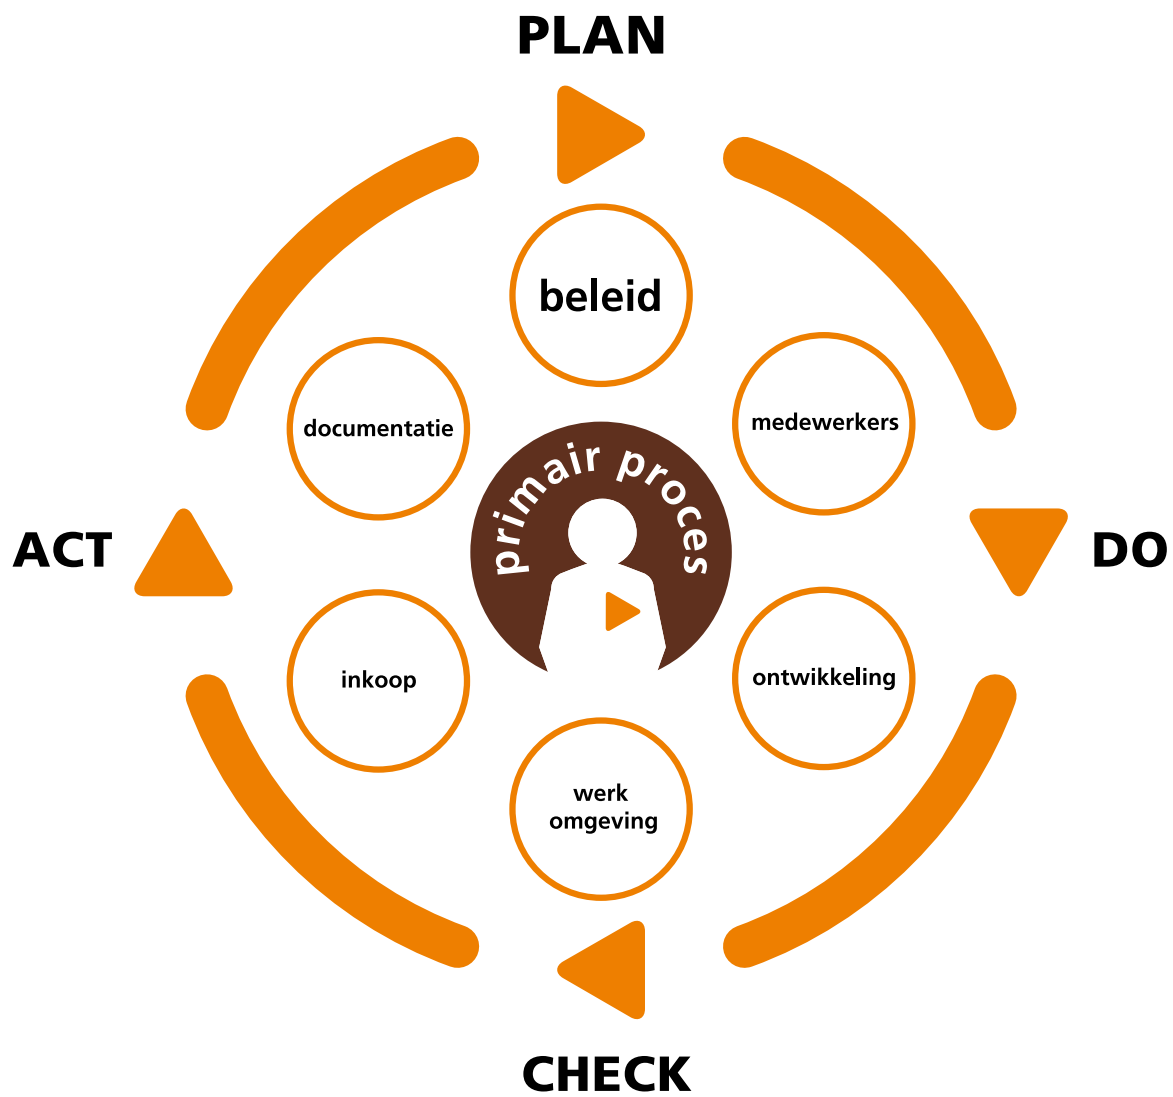 PLAN
beleid
documentatie
medewerkers
primair proces
ACT
DO
inkoop
ontwikkeling
werk
omgeving
CHECK